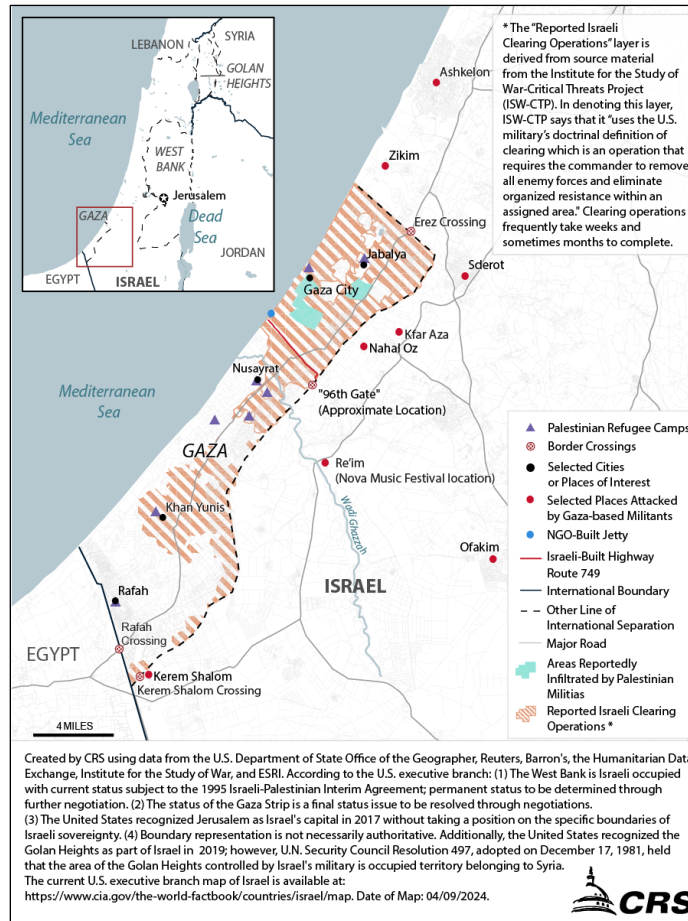 LEBANON
SYRIA
GOLAN
HEIGHTS
Mediterranean
Sea
WEST
BANK
Jerusalem
GAZA
Dead
Sea
JORDAN
EGYPT
ISRAEL
* The "Reported Israeli
Clearing Operations" layer is
derived from source material
from the Institute for the Study of
War-Critical Threats Project
(ISW-CTP). In denoting this layer,
ISW-CTP says that it "uses the U.S.
military's doctrinal definition of
clearing which is an operation that
requires the commander to remove
all enemy forces and eliminate
organized resistance within an
assigned area." Clearing operations
frequently take weeks and
sometimes months to complete.
Ashkelon
Zikim
Erez Crossing
Jabalya
Sderot
Gaza City
Kfar Aza
Nahal Oz
Nusayrat
"96th Gate"
(Approximate Location)
Mediterranean
Sea
GAZA
Re'im
(Nova Music Festival location)
Khan Yunis
Wadi Ghazzah
Ofakim
ISRAEL
Rafah
Rafah
Crossing
EGYPT
Kerem Shalom
Kerem Shalom Crossing
4 MILES
Palestinian Refugee Camps
Border Crossings
Selected Cities
or Places of Interest
Selected Places Attacked
by Gaza-based Militants
NGO-Built Jetty
Israeli-Built Highway
Route 749
International Boundary
Other Line of
International Separation
Major Road
Areas Reportedly
Infiltrated by Palestinian
Militias
Reported Israeli Clearing
Operations *
Created by CRS using data from the U.S. Department of State Office of the Geographer, Reuters, Barron's, the Humanitarian Data
Exchange, Institute for the Study of War, and ESRI. According to the U.S. executive branch: (1) The West Bank is Israeli occupied
with current status subject to the 1995 Israeli-Palestinian Interim Agreement; permanent status to be determined through
further negotiation. (2) The status of the Gaza Strip is a final status issue to be resolved through negotiations.
(3) The United States recognized Jerusalem as Israel's capital in 2017 without taking a position on the specific boundaries of
Israeli sovereignty. (4) Boundary representation is not necessarily authoritative. Additionally, the United States recognized the
Golan Heights as part of Israel in 2019; however, U.N. Security Council Resolution 497, adopted on December 17, 1981, held
that the area of the Golan Heights controlled by Israel's military is occupied territory belonging to Syria.
The current U.S. executive branch map of Israel is available at:
https://www.cia.gov/the-world-factbook/countries/israel/map. Date of Map: 04/09/2024.
CRS